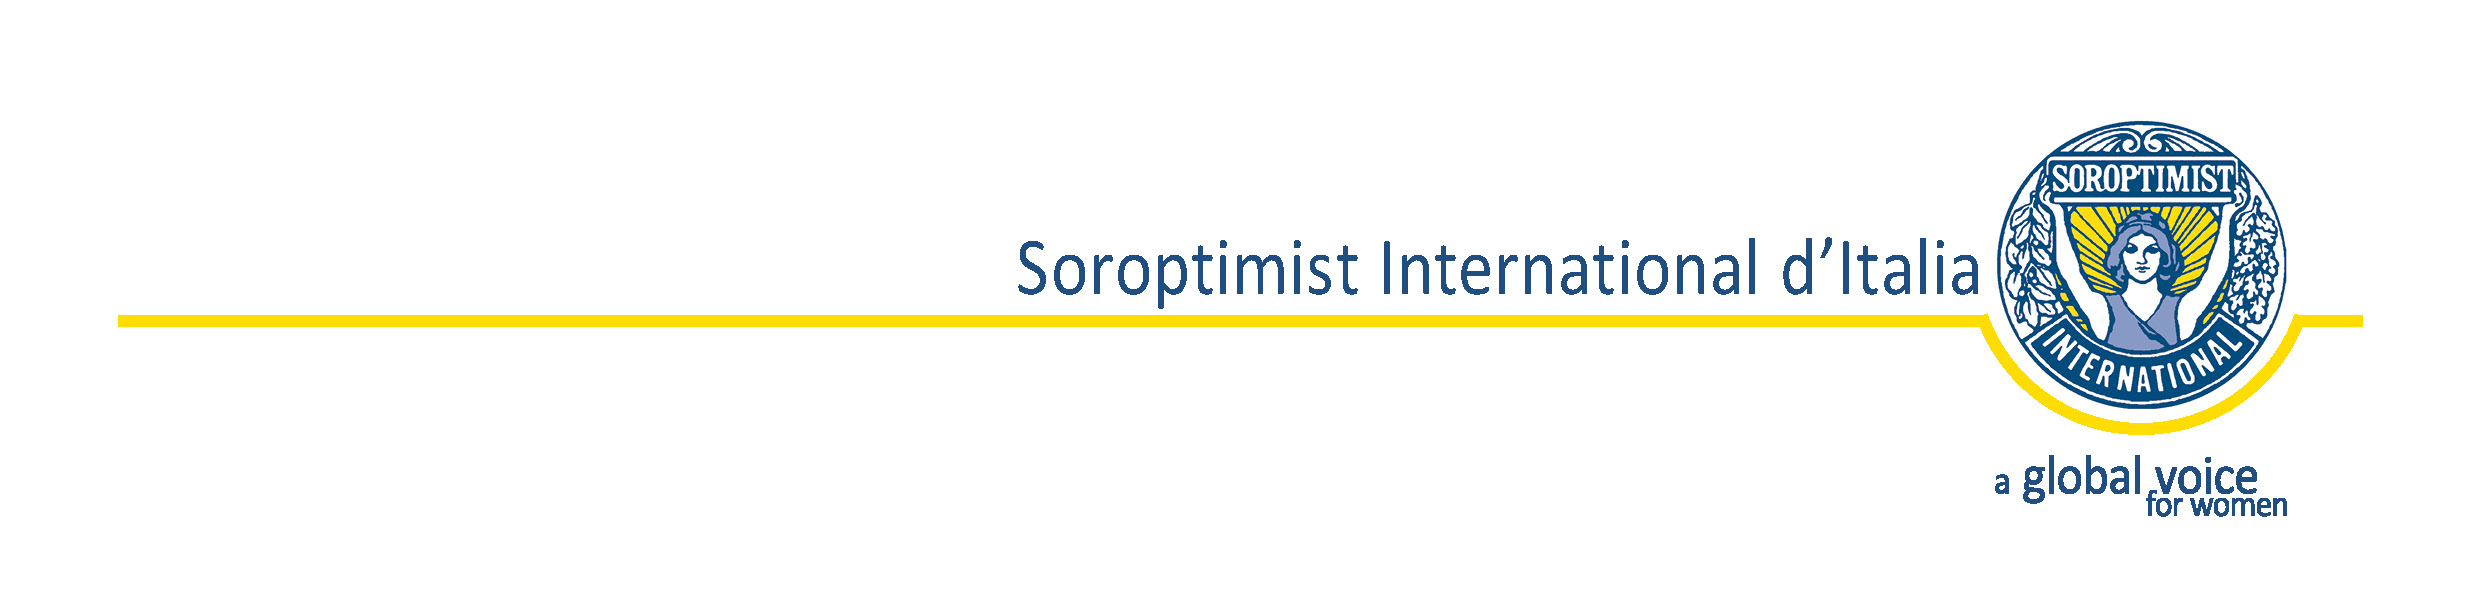 Soroptimist International d’Italia
SOROPTIMIST
INTERNATIONAL
a global voice
for women